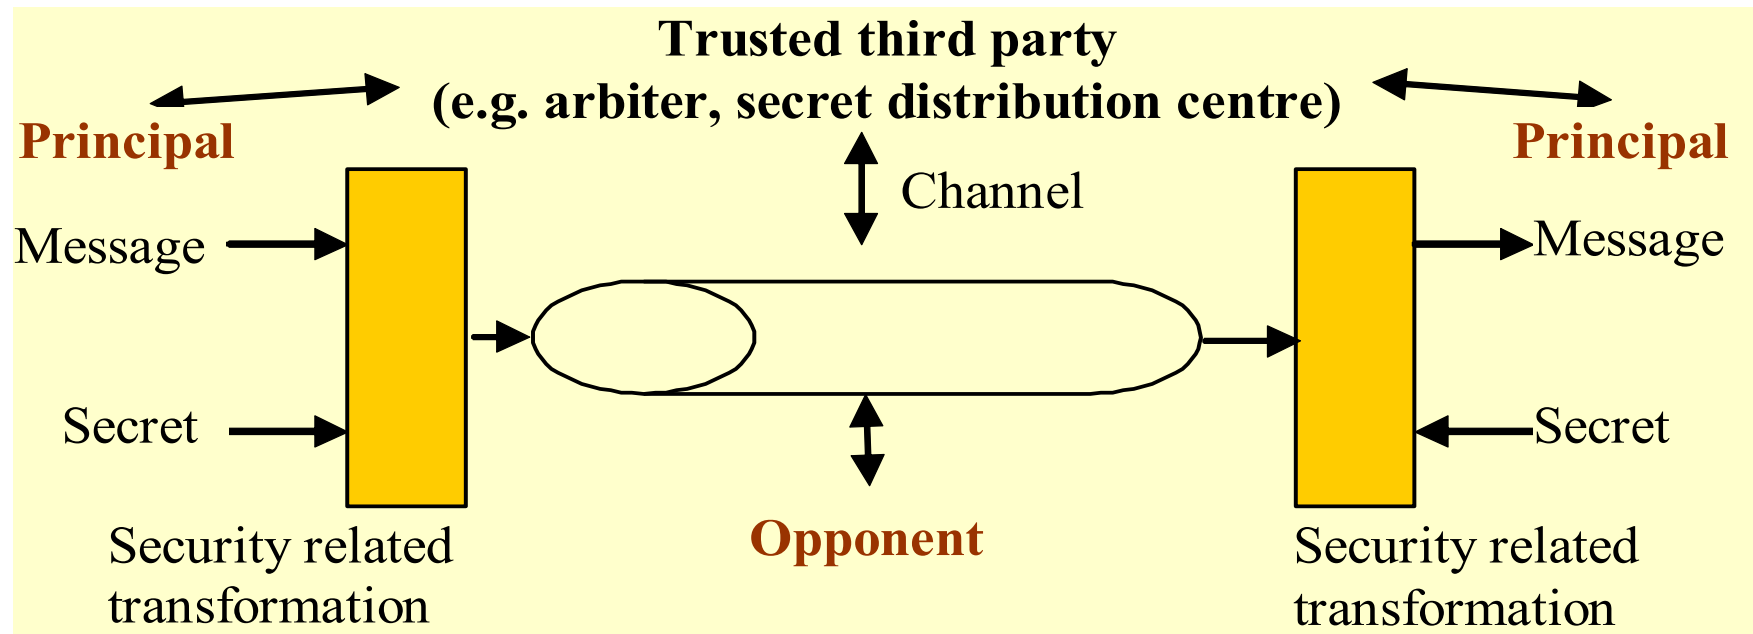 Trusted third party
(e.g. arbiter, secret distribution centre)
Principal
Principal
Channel
Message
Message
Secret
Secret
Opponent
Security related
transformation
Security related
transformation